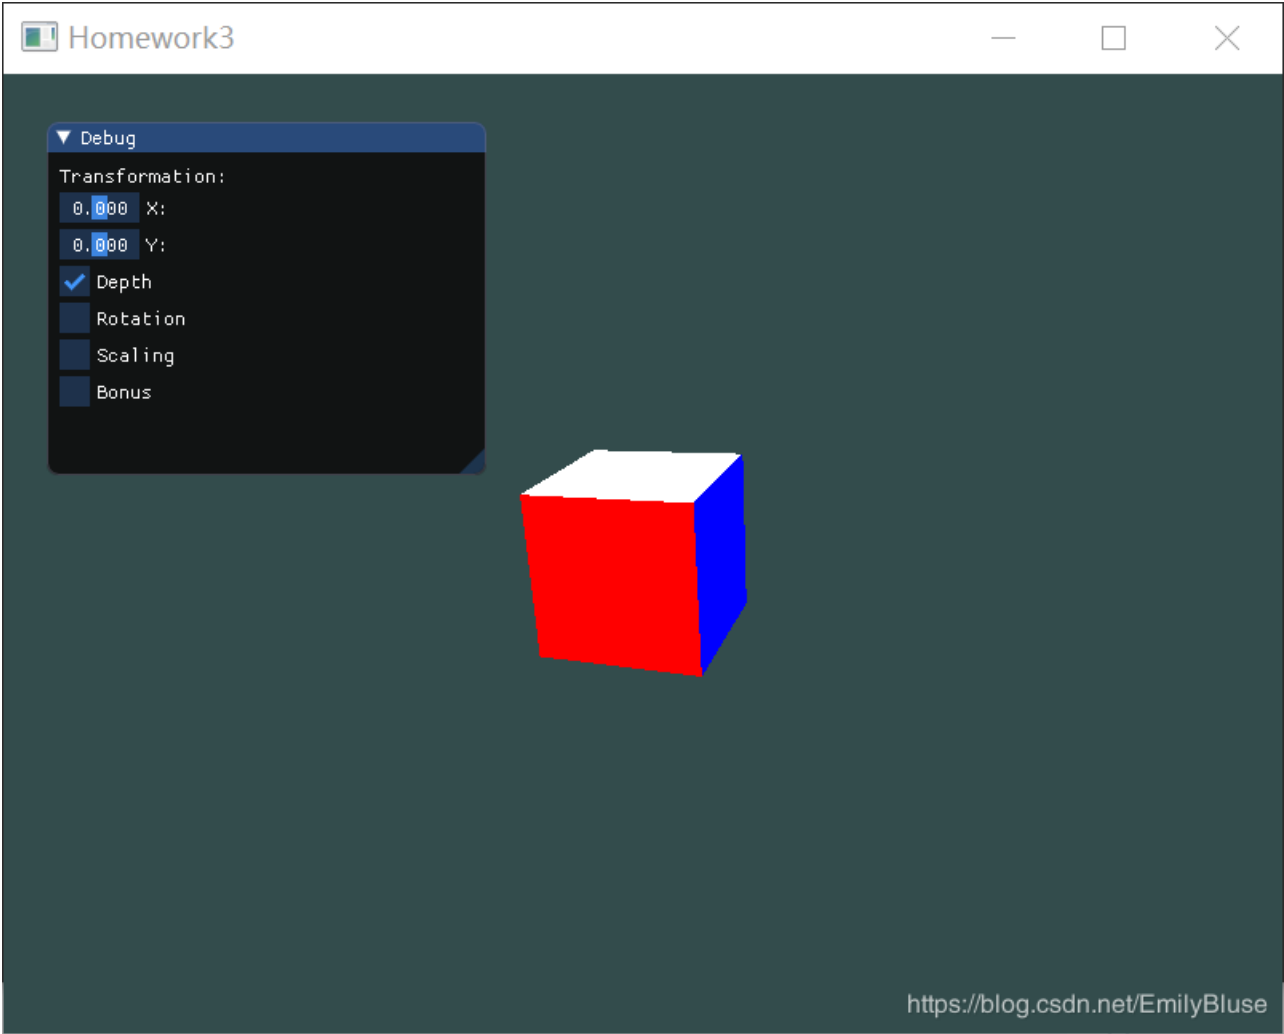 Homework3
Debug
Transformation:
0.000 X:
0.000 Y:
Depth
Rotation
Scaling
Bonus
https://blog.csdn.net/EmilyBluse